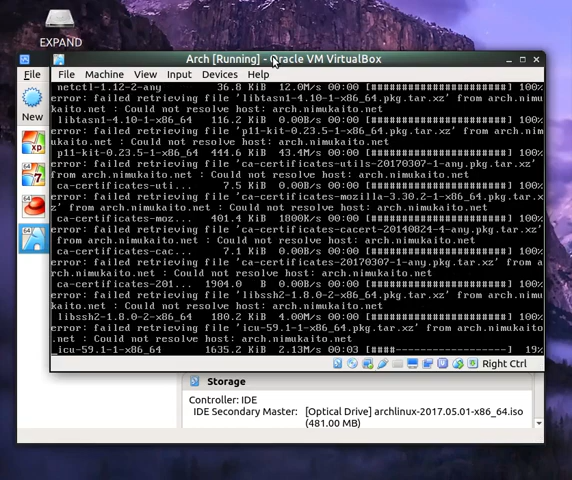 EXPAND
Arch [Running] - Oracle VM VirtualBox
File
File Machine View Input Devices Help
New
netctl-1.12-2-any 36.8 KiB 12.0M/s 00:00 [######################] 100%
error: failed retrieving file 'libtasn1-4.10-1-x86_64.pkg.tar.xz' from arch.nimu
kaito.net : Could not resolve host: arch.nimukaito.net
libtasn1-4.10-1-x86_64 116.2 KiB 0.00B/s 00:00 [######################] 100%
error: failed retrieving file 'p11-kit-0.23.5-1-x86_64.pkg.tar.xz' from arch.nim
ukaito.net : Could not resolve host: arch.nimukaito.net
p11-kit-0.23.5-1-x86_64 444.6 KiB 43.4M/s 00:00 [######################] 100%
error: failed retrieving file 'ca-certificates-utils-20170307-1-any.pkg.tar.xz'
from arch.nimukaito.net : Could not resolve host: arch.nimukaito.net
ca-certificates-uti... 7.5 KiB 0.00B/s 00:00 [######################] 100%
error: failed retrieving file 'ca-certificates-mozilla-3.30.2-1-x86_64.pkg.tar.x
z' from arch.nimukaito.net : Could not resolve host: arch.nimukaito.net
ca-certificates-moz... 401.4 KiB 1800K/s 00:00 [######################] 100%
error: failed retrieving file 'ca-certificates-cacert-20140824-4-any.pkg.tar.xz'
from arch.nimukaito.net : Could not resolve host: arch.nimukaito.net
ca-certificates-cac... 7.1 KiB 0.00B/s 00:00 [######################] 100%
error: failed retrieving file 'ca-certificates-20170307-1-any.pkg.tar.xz' from a
rch.nimukaito.net : Could not resolve host: arch.nimukaito.net
ca-certificates-201... 1904.0 B 0.00B/s 00:00 [######################] 100%
error: failed retrieving file 'libssh2-1.8.0-2-x86_64.pkg.tar.xz' from arch.nimu
kaito.net : Could not resolve host: arch.nimukaito.net
libssh2-1.8.0-2-x86_64 180.2 KiB 4.00M/s 00:00 [######################] 100%
error: failed retrieving file 'icu-59.1-1-x86_64.pkg.tar.xz' from arch.nimukaito
.net : Could not resolve host: arch.nimukaito.net
icu-59.1-1-x86_64 1635.2 KiB 2.13M/s 00:03 [####------------------] 19%
Right Ctrl
Storage
Controller: IDE
IDE Secondary Master: [Optical Drive] archlinux-2017.05.01-x86_64.iso
(481.00 MB)